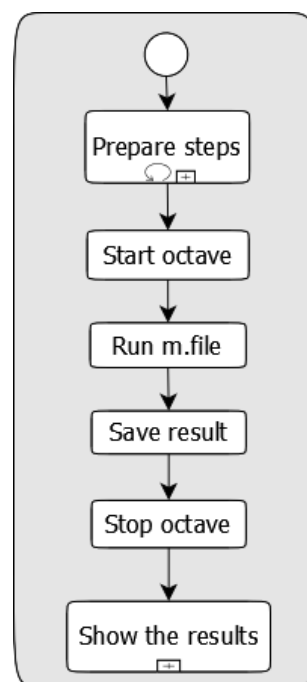 Prepare steps
Start octave
Run m.file
Save result
Stop octave
Show the results